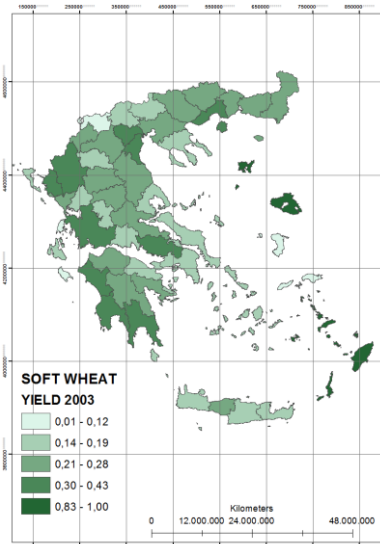 150000 250000 350000 450000 550000 650000 750000 850000
4600000
4400000
4200000
4000000
3800000
SOFT WHEAT
YIELD 2003
0,01 - 0,12
0,14 - 0,19
0,21 - 0,28
0,30 - 0,43
0,83 - 1,00
Kilometers
0 12.000.000 24.000.000 48.000.000